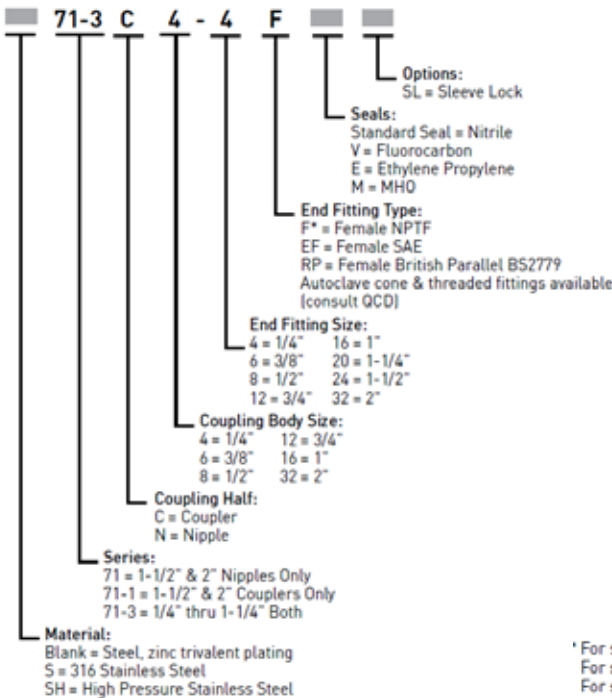 71-3 C 4 - 4 F
Options:
SL = Sleeve Lock
Seals:
Standard Seal = Nitrile
V = Fluorocarbon
E = Ethylene Propylene
M = MHO
End Fitting Type:
F* = Female NPTF
EF = Female SAE
RP = Female British Parallel BS2779
Autoclave cone & threaded fittings available
(consult QCD)
End Fitting Size:
4 = 1/4" 16 = 1"
6 = 3/8" 20 = 1-1/4"
8 = 1/2" 24 = 1-1/2"
12 = 3/4" 32 = 2"
Coupling Body Size:
4 = 1/4" 12 = 3/4"
6 = 3/8" 16 = 1"
8 = 1/2" 32 = 2"
Coupling Half:
C = Coupler
N = Nipple
Series:
71 = 1-1/2" & 2" Nipples Only
71-1 = 1-1/2" & 2" Couplers Only
71-3 = 1/4" thru 1-1/4" Both
Material:
Blank = Steel, zinc trivalent plating
S = 316 Stainless Steel
SH = High Pressure Stainless Steel
* For
For
For